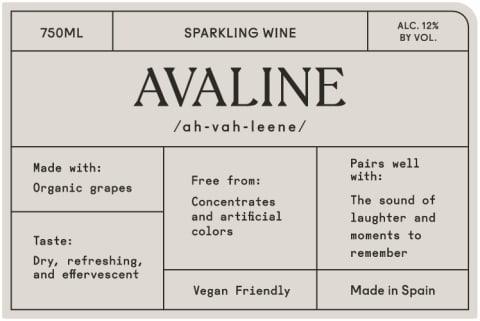 750ML
SPARKLING WINE
ALC. 12%
BY VOL.
AVALINE
/ah-vah-leene/
Made with:
Organic grapes
Taste:
Dry, refreshing,
and effervescent
Free from:
Concentrates
and artificial
colors
Vegan Friendly
Pairs well
with:
The sound of
laughter and
moments to
remember
Made in Spain